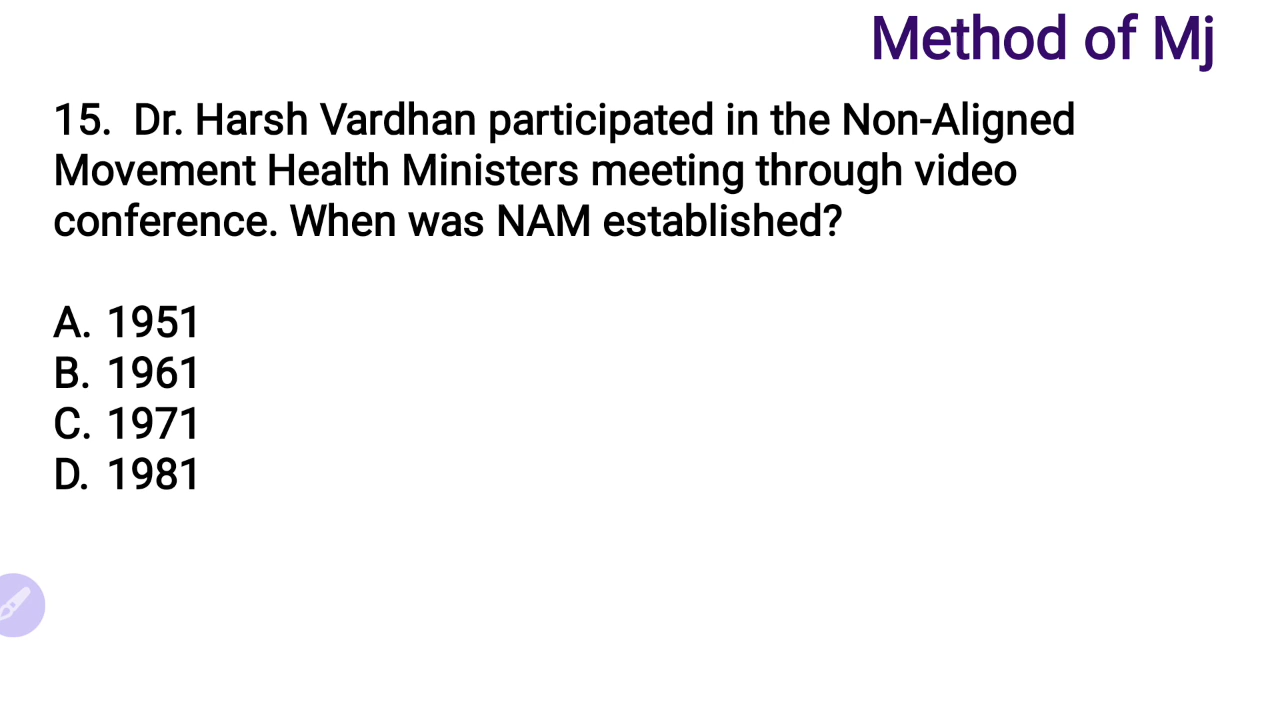 Method of Mj
15. Dr. Harsh Vardhan participated in the Non-Aligned
Movement Health Ministers meeting through video
conference. When was NAM established?
A. 1951
B. 1961
C. 1971
D. 1981